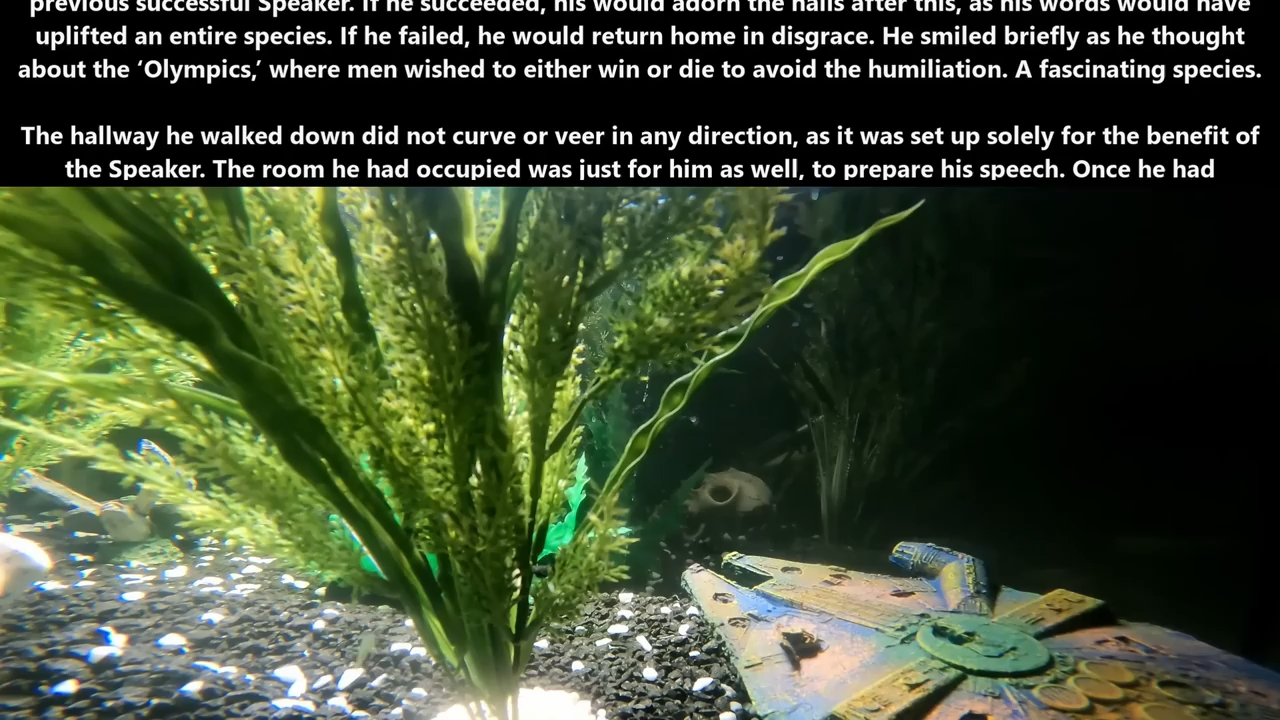 previous successful Speaker. If he succeeded, his would adorn the halls after this, as his words would have
uplifted an entire species. If he failed, he would return home in disgrace. He smiled briefly as he thought
about the ‘Olympics,’ where men wished to either win or die to avoid the humiliation. A fascinating species.
The hallway he walked down did not curve or veer in any direction, as it was set up solely for the benefit of
the Speaker. The room he had occupied was just for him as well, to prepare his speech. Once he had